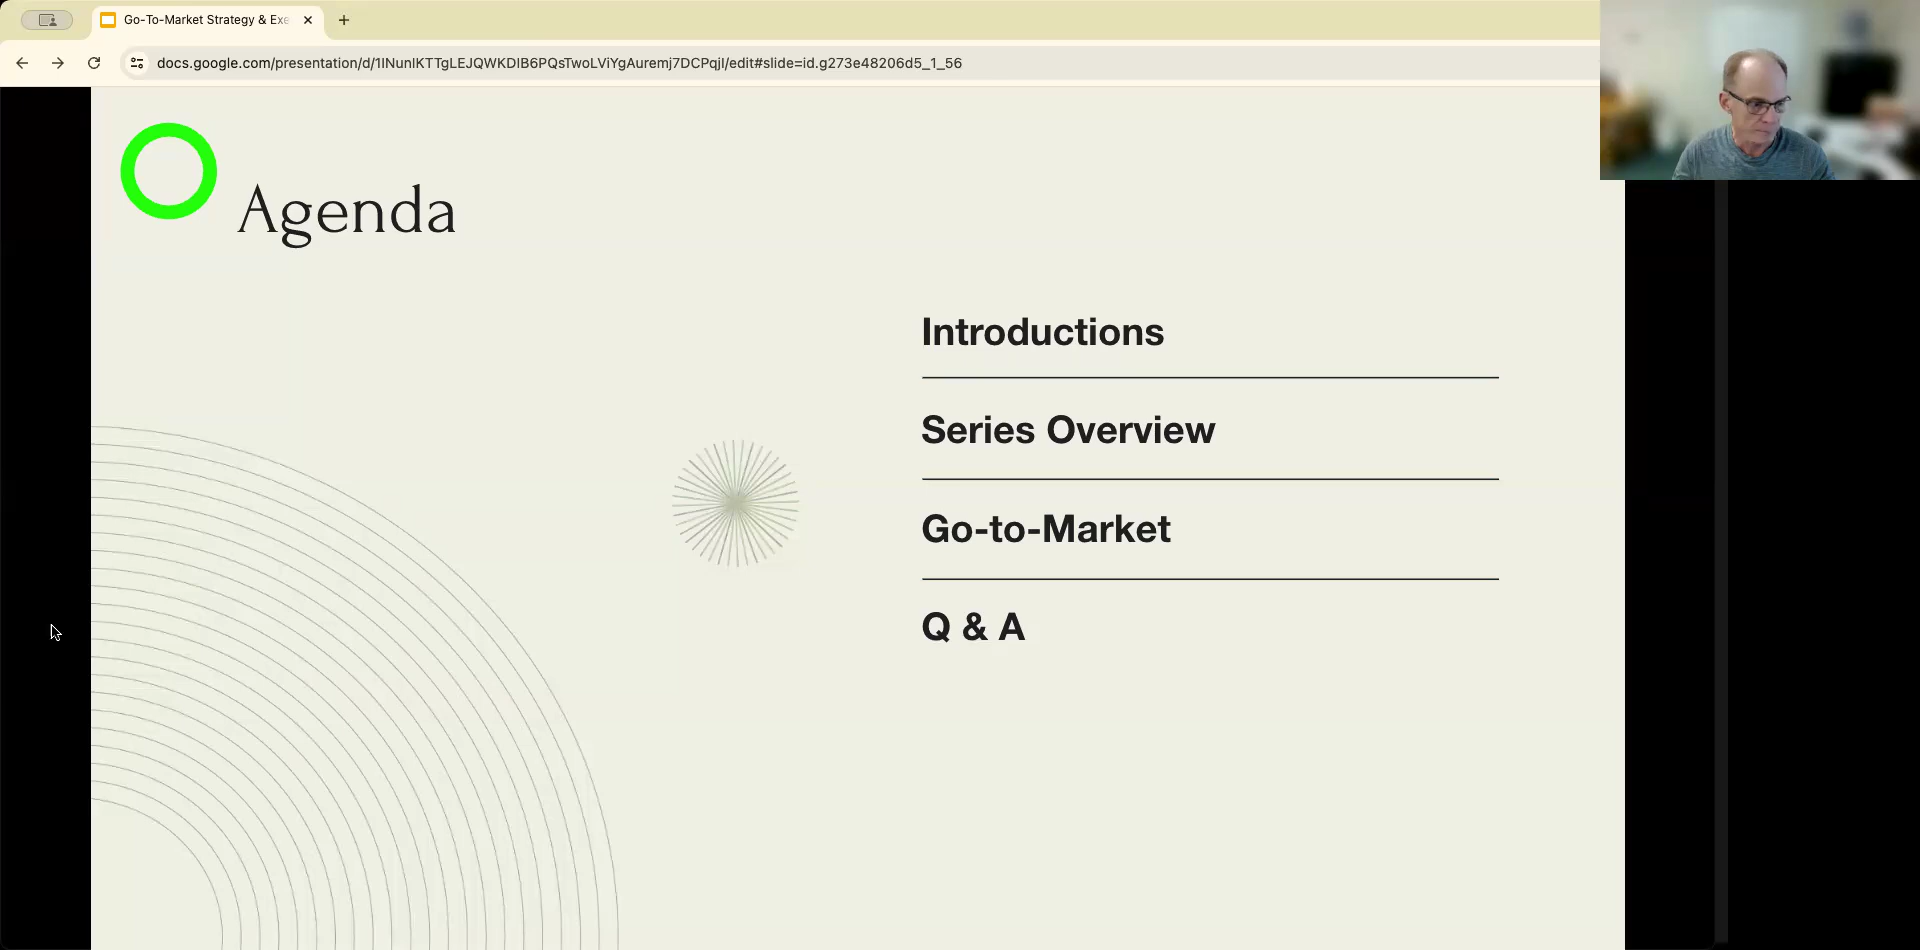 Go-To-Market Strategy & Exe
docs.google.com/presentation/d/1INunIKTTgLEJQWKDIB6PQsTwoLViYgAuremj7DCPqjI/edit#slide=id.g273e48206d5_1_56
Agenda
Introductions
Series Overview
Go-to-Market
Q & A